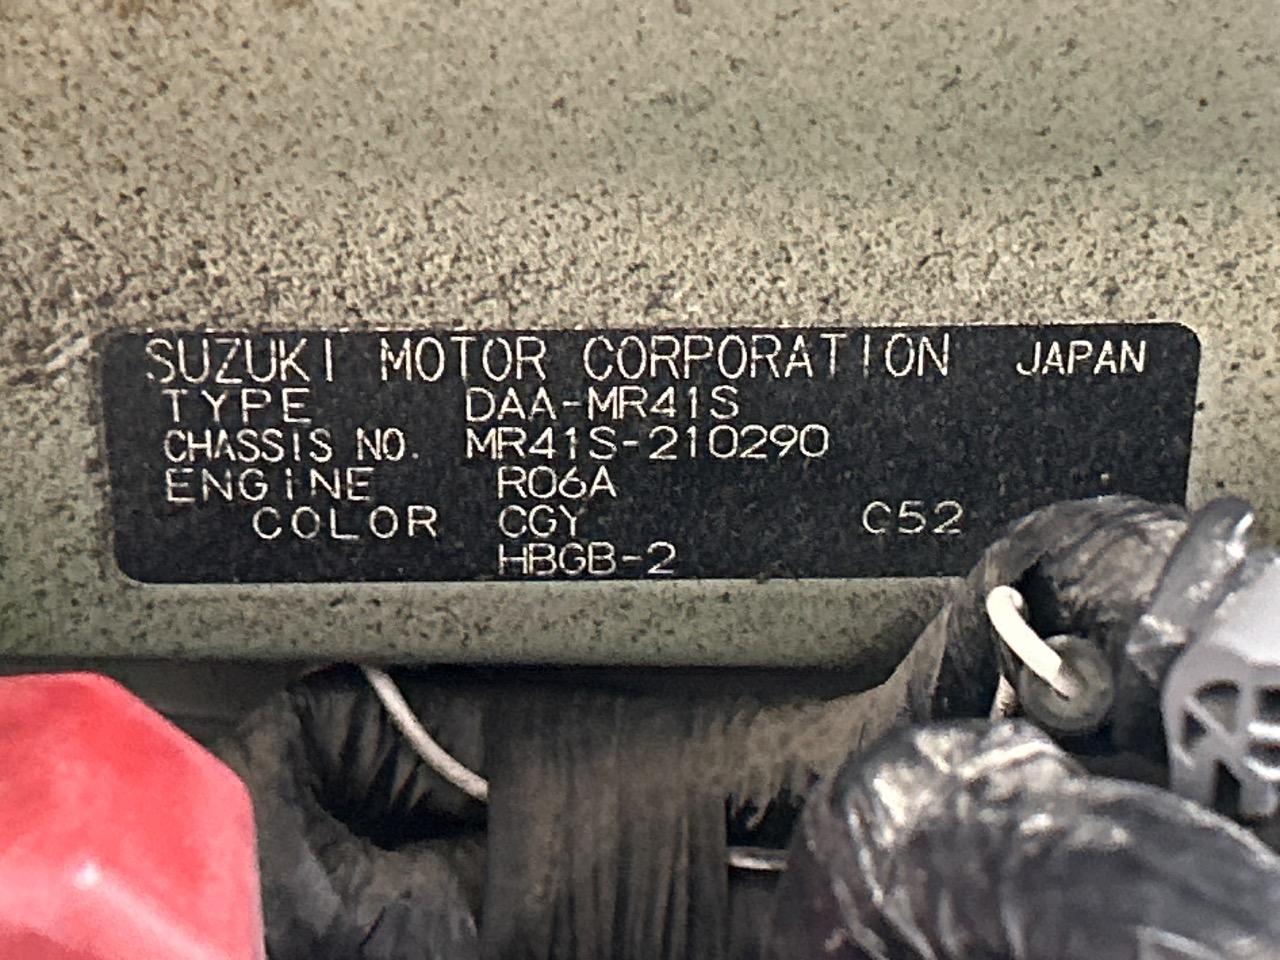 SUZUKI MOTOR CORPORATION JAPAN
TYPE DAA-MR41S
CHASSIS NO. MR41S-210290
ENGINE R06A
COLOR CGY C52
HBGB-2